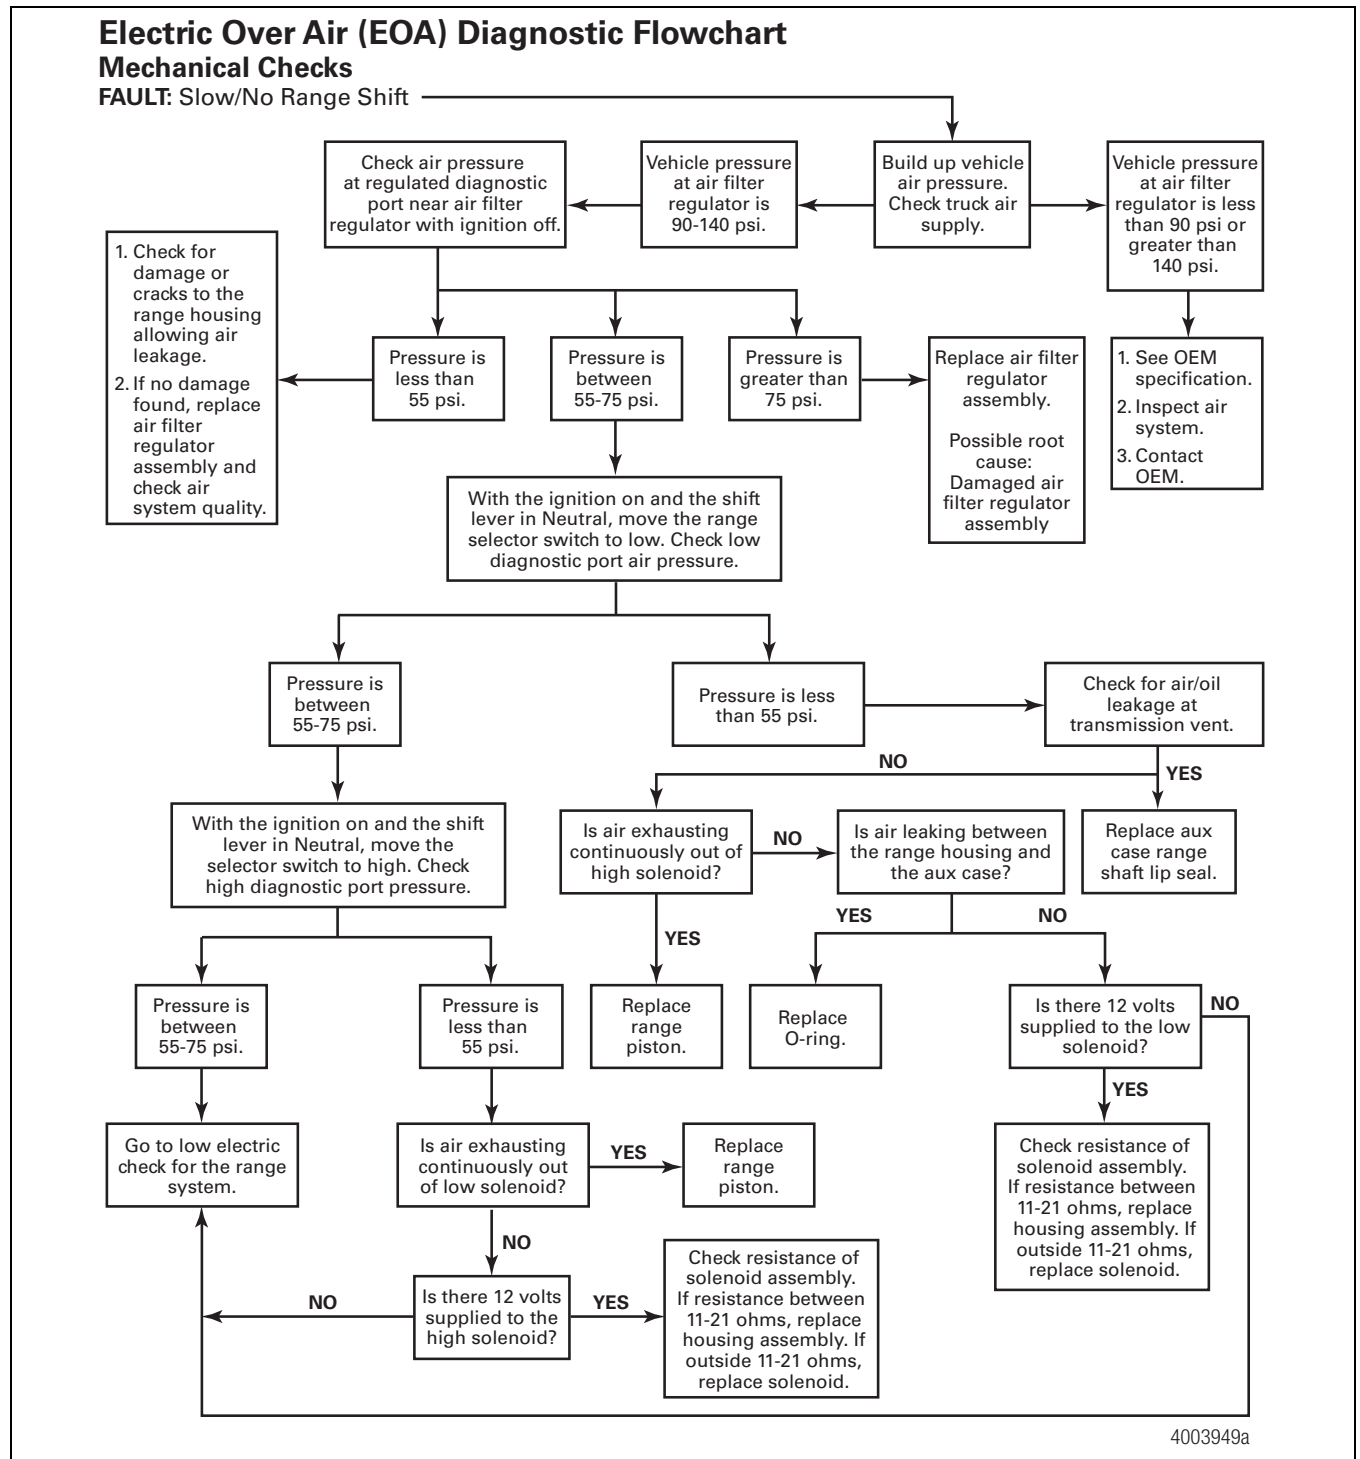 Electric Over Air (EOA) Diagnostic Flowchart
Mechanical Checks
FAULT: Slow/No Range Shift
Check air pressure
at regulated diagnostic
port near air filter
regulator with ignition off.
Vehicle pressure
at air filter
regulator is
90-140 psi.
Build up vehicle
air pressure.
Check truck air
supply.
Vehicle pressure
at air filter
regulator is less
than 90 psi or
greater than
140 psi.
1. Check for
damage or
cracks to the
range housing
allowing air
leakage.
2. If no damage
found, replace
air filter
regulator
assembly and
check air
system quality.
Pressure is
less than
55 psi.
Pressure is
between
55-75 psi.
Pressure is
greater than
75 psi.
Replace air filter
regulator
assembly.
Possible root
cause:
Damaged air
filter regulator
assembly
1. See OEM
specification.
2. Inspect air
system.
3. Contact
OEM.
With the ignition on and the shift
lever in Neutral, move the range
selector switch to low. Check low
diagnostic port air pressure.
Pressure is
between
55-75 psi.
Pressure is less
than 55 psi.
Check for air/oil
leakage at
transmission vent.
NO
YES
With the ignition on and the shift
lever in Neutral, move the
selector switch to high. Check
high diagnostic port pressure.
Is air exhausting
continuously out of
high solenoid?
NO
Is air leaking between
the range housing and
the aux case?
Replace aux
case range
shaft lip seal.
YES
YES
NO
Pressure is
between
55-75 psi.
Pressure is
less than
55 psi.
Replace
range
piston.
Replace
O-ring.
Is there 12 volts
supplied to the low
solenoid?
NO
YES
Go to low electric
check for the range
system.
Is air exhausting
continuously out
of low solenoid?
YES
Replace
range
piston.
Check resistance of
solenoid assembly.
If resistance between
11-21 ohms, replace
housing assembly. If
outside 11-21 ohms,
replace solenoid.
NO
Is there 12 volts
supplied to the
high solenoid?
NO
YES
Check resistance of
solenoid assembly.
If resistance between
11-21 ohms, replace
housing assembly. If
outside 11-21 ohms,
replace solenoid.
4003949a